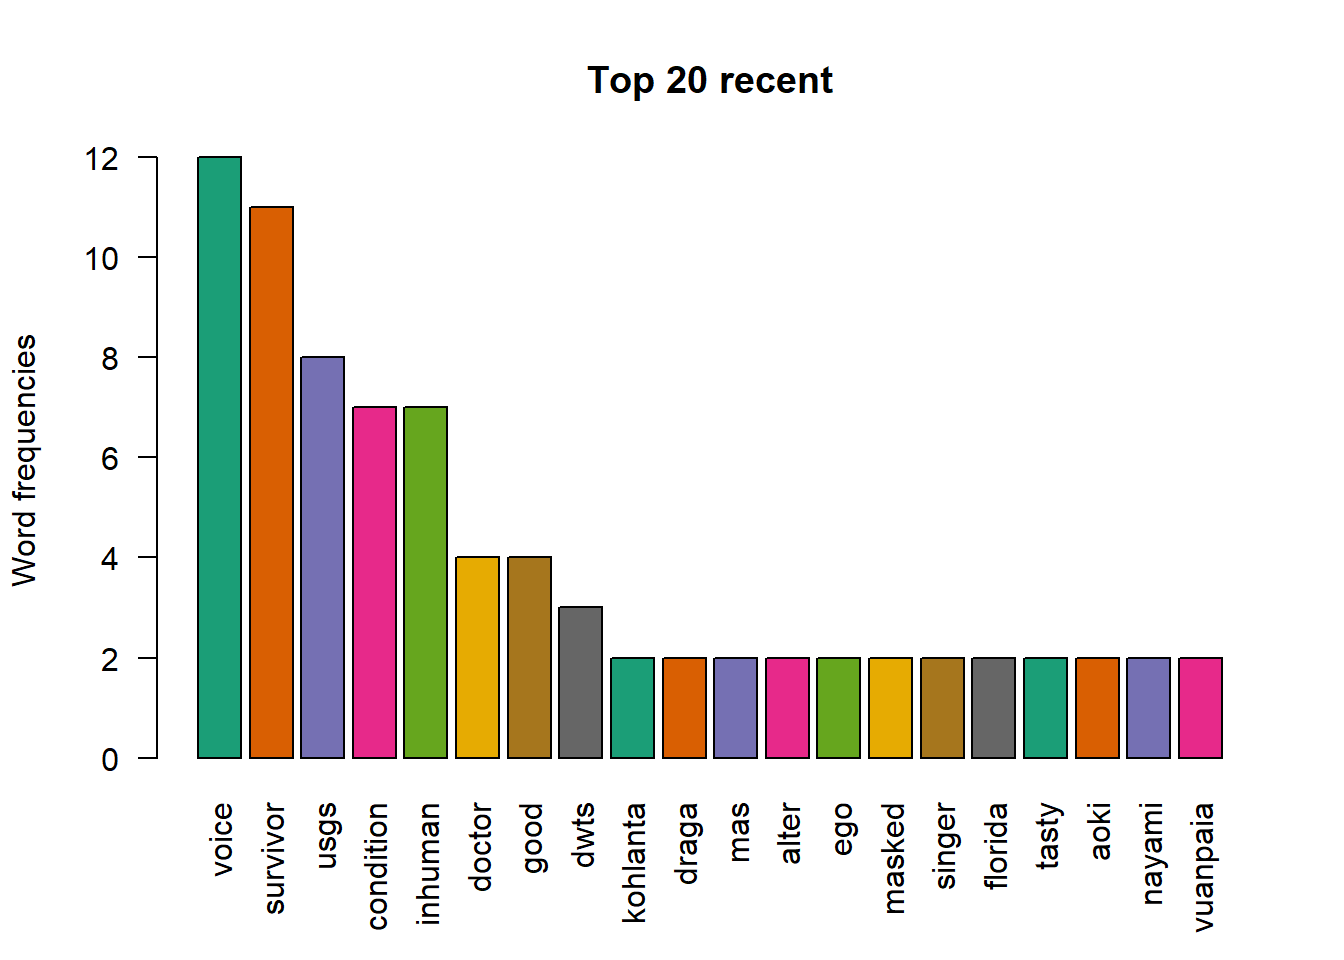 Top 20 recent
Word frequencies
12
10
8
6
4
2
0
voice
survivor
usgs
condition
inhuman
doctor
good
dwts
kohlanta
draga
mas
alter
ego
masked
singer
florida
tasty
aoki
nayami
vuanpaia